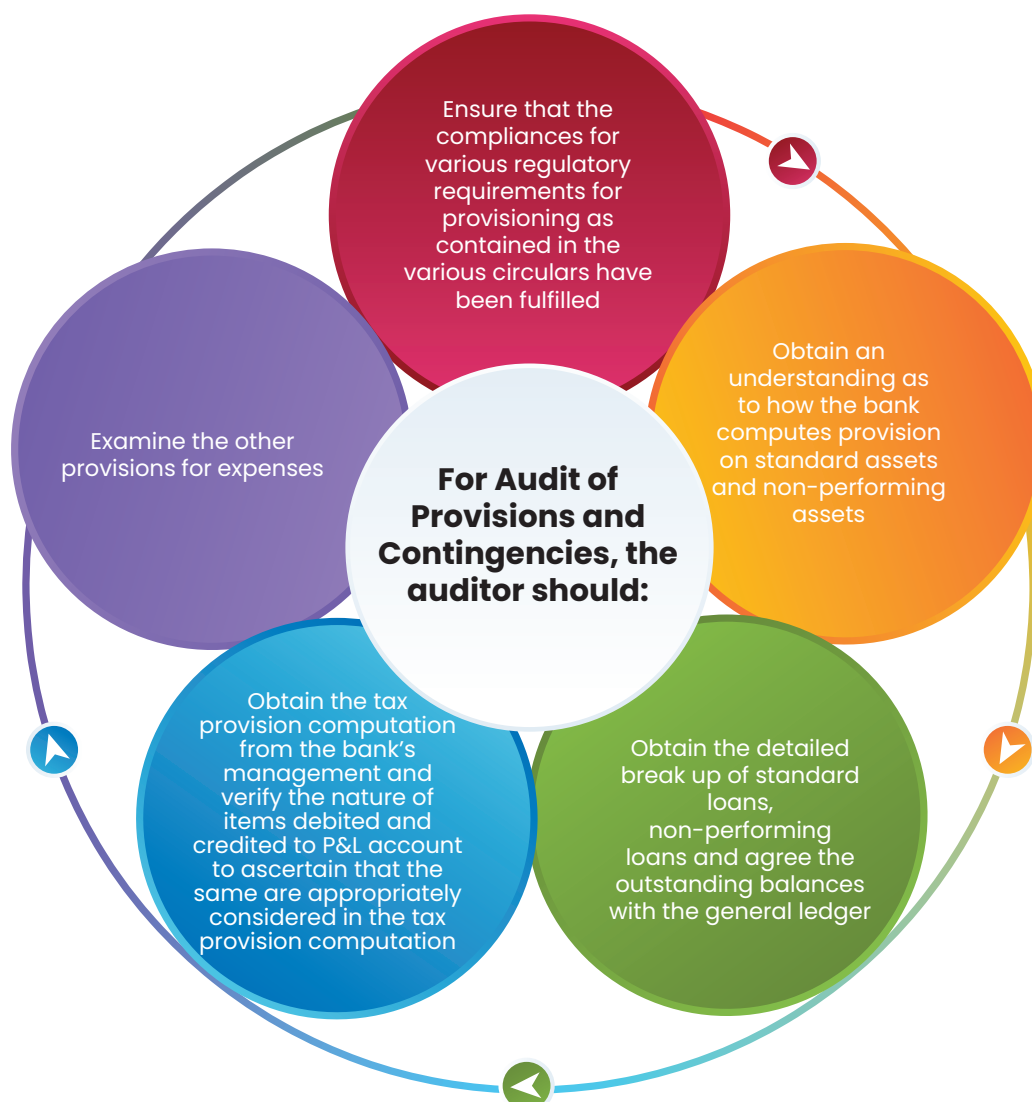 Ensure that the
compliances for
various regulatory
requirements for
provisioning as
contained in the
various circulars have
been fulfilled
Obtain an
understanding as
to how the bank
computes provision
on standard assets
and non-performing
assets
Obtain the detailed
break up of standard
loans,
non-performing
loans and agree the
outstanding balances
with the general ledger
Obtain the tax
provision computation
from the bank's
management and
verify the nature of
items debited and
credited to P&L account
to ascertain that the
same are appropriately
considered in the tax
provision computation
Examine the other
provisions for expenses
For Audit of
Provisions and
Contingencies, the
auditor should: